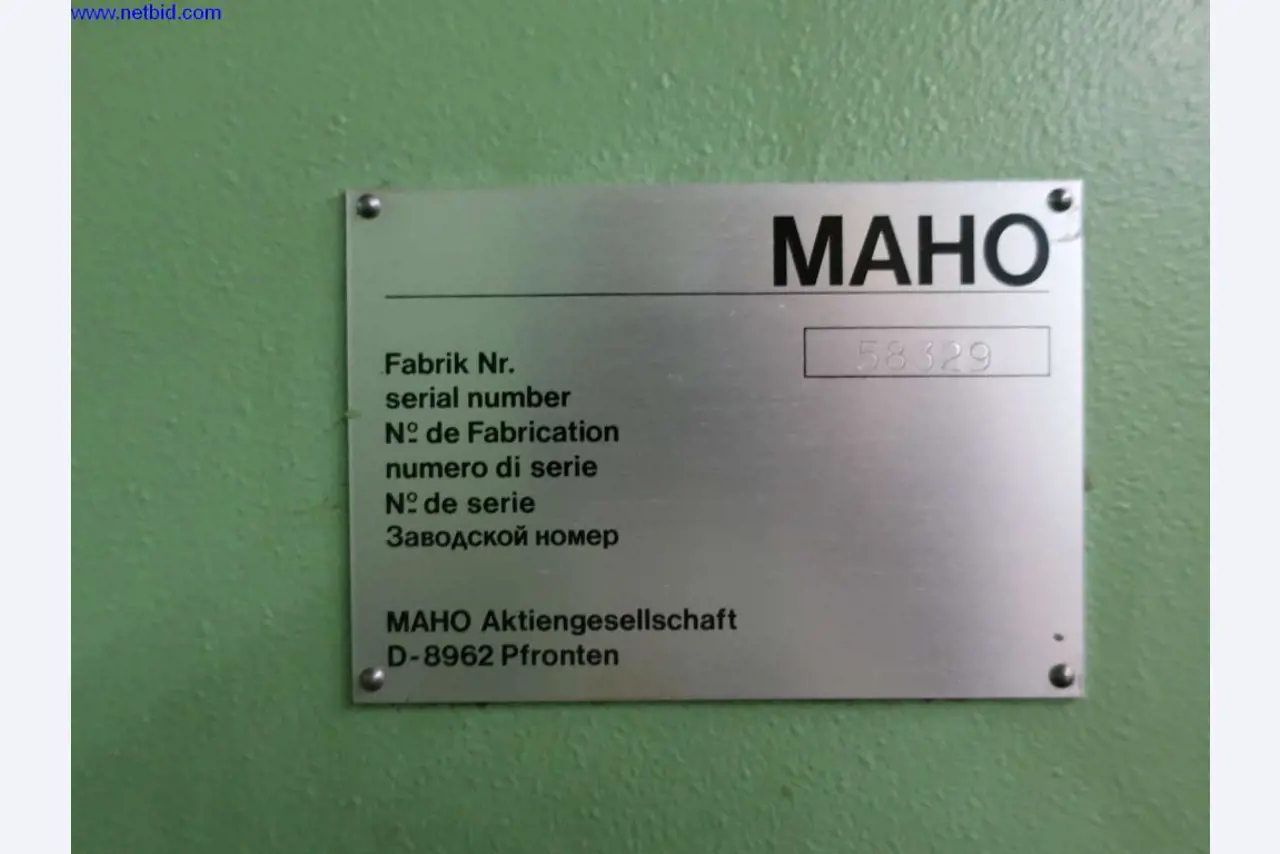 www.netbid.com
MAHO
58329
Fabrik Nr.
serial number
Nº de Fabrication
numero di serie
Nº de serie
Заводской номер
MAHO Aktiengesellschaft
D-8962 Pfronten